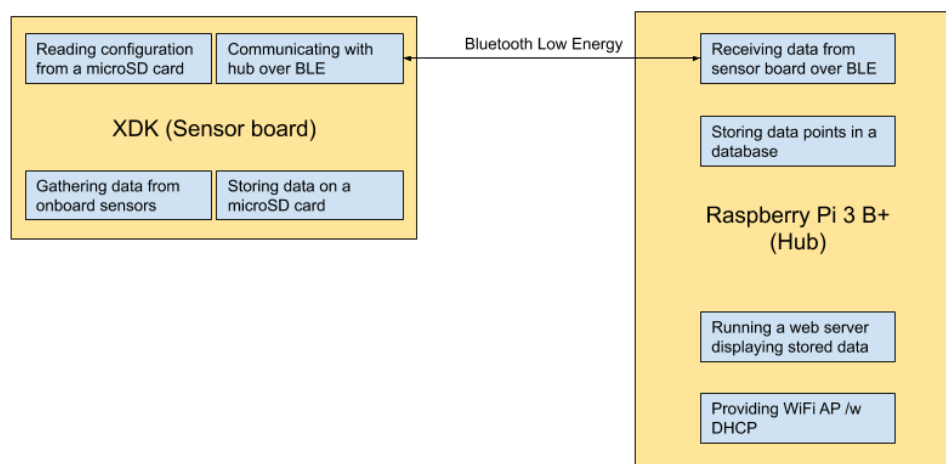 Reading configuration
from a microSD card
Communicating with
hub over BLE
XDK (Sensor board)
Gathering data from
onboard sensors
Storing data on a
microSD card
Bluetooth Low Energy
Receiving data from
sensor board over BLE
Storing data points in a
database
Raspberry Pi 3 B+
(Hub)
Running a web server
displaying stored data
Providing WiFi AP /w
DHCP